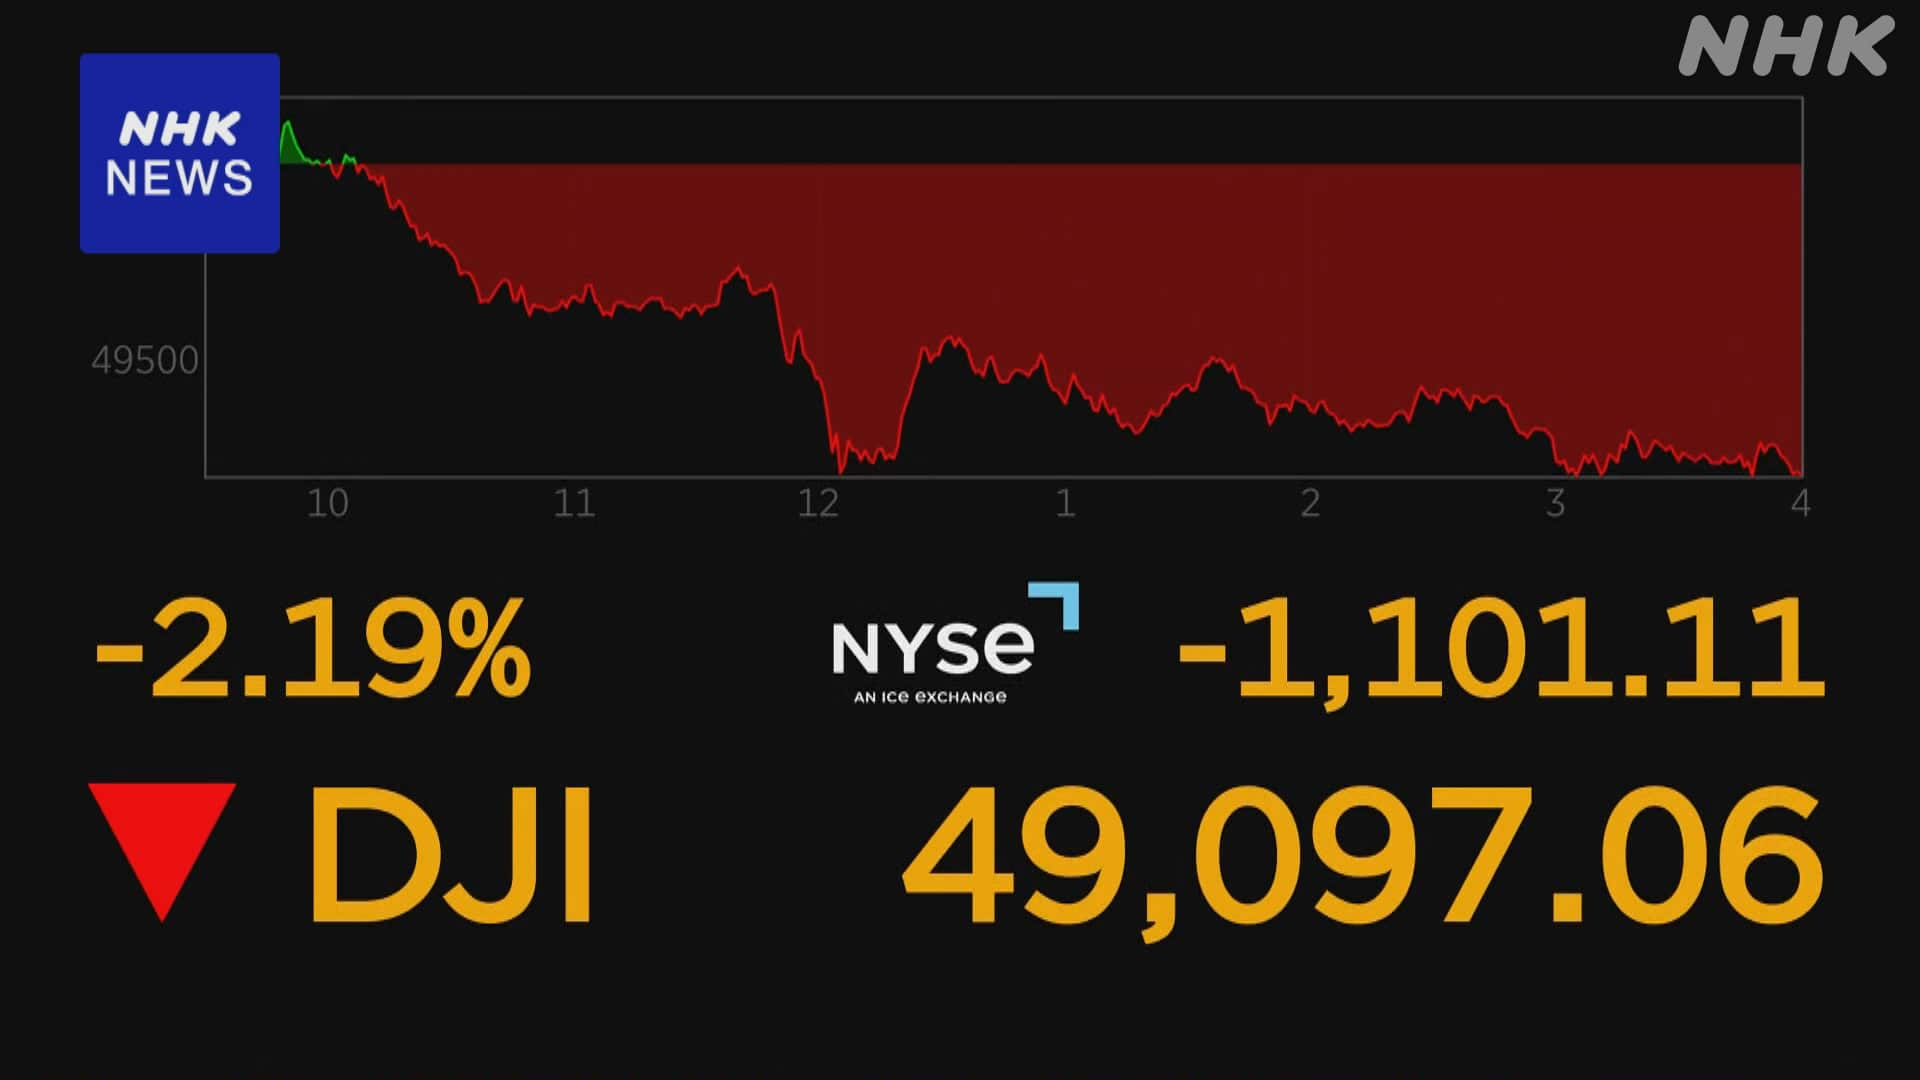 NHK
NHK
NEWS
49500
10 11 12 1 2 3 4
-2.19%
NYSE
AN ICE EXCHANGE
-1,101.11
DJI
49,097.06